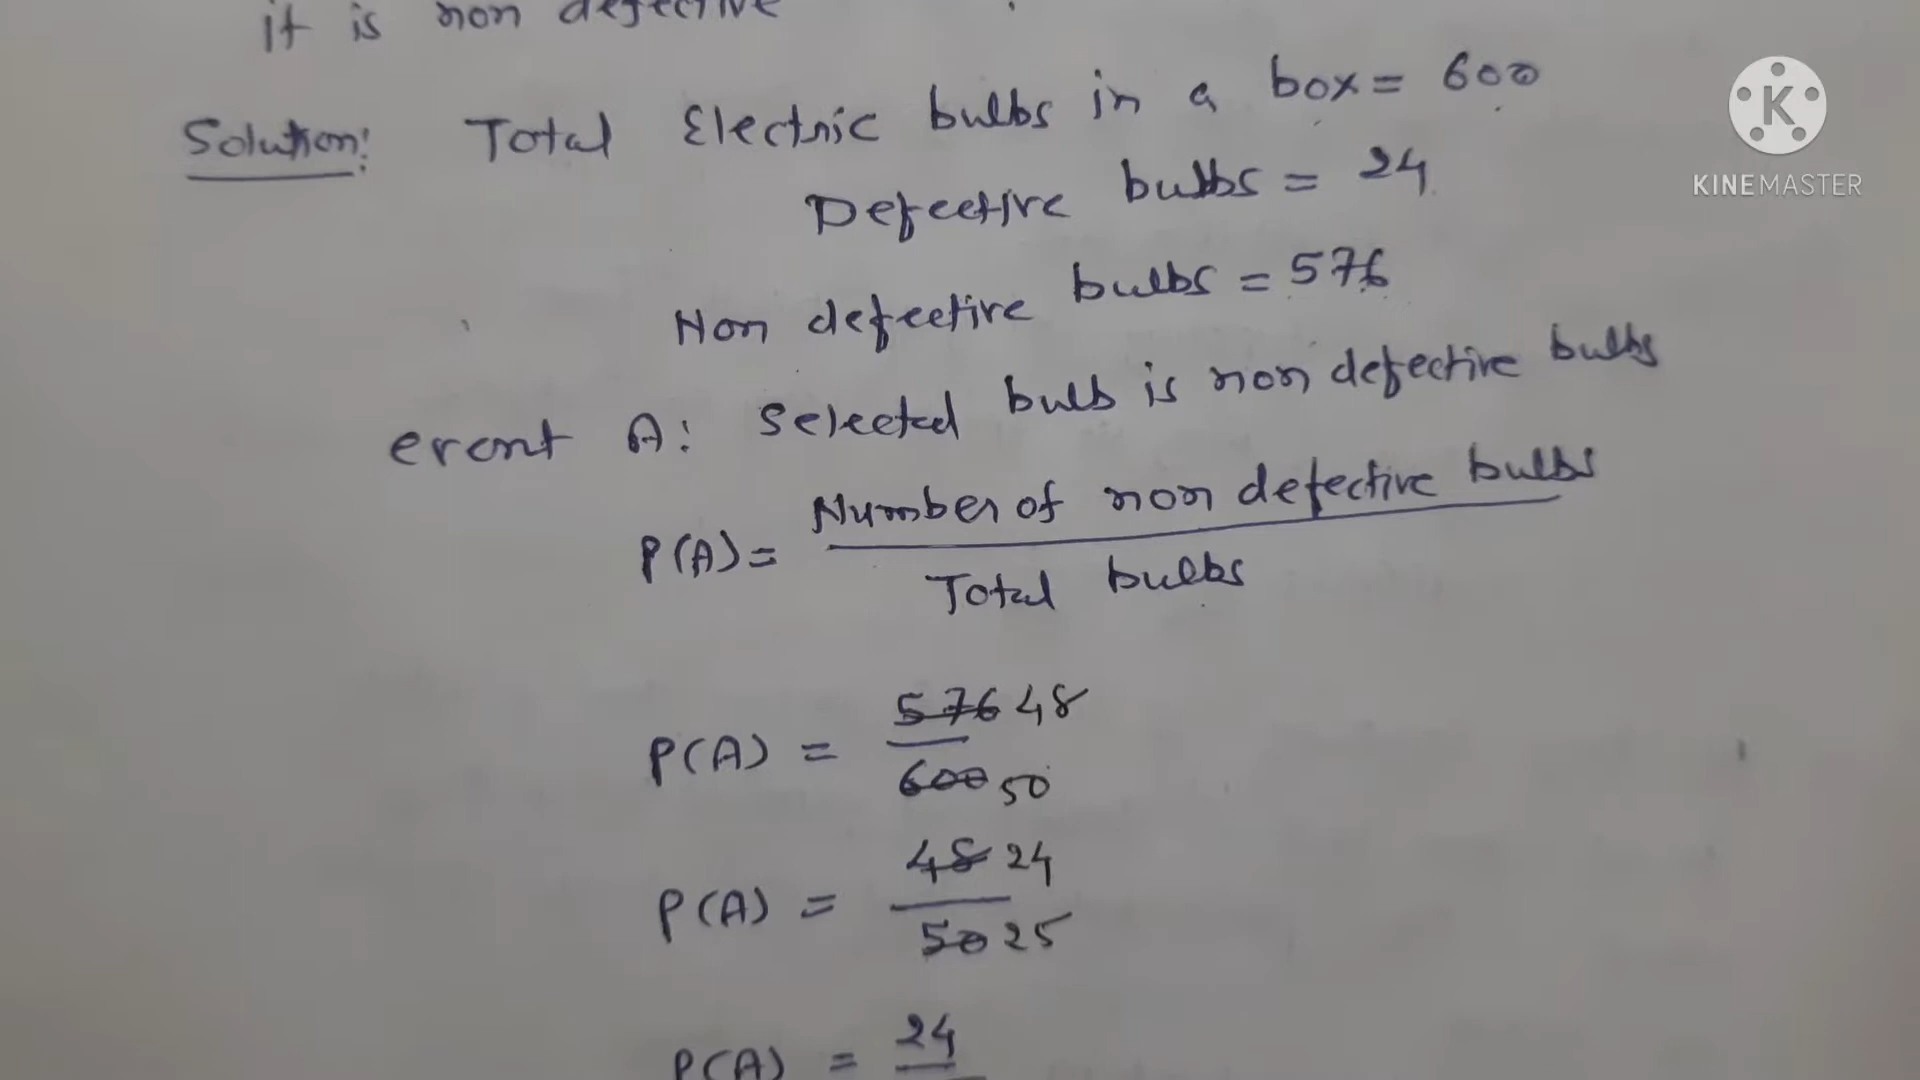 it is non defective
Solution: Total Electric bulbs in a box = 600
Defective bulbs = 24
Non defective bulbs = 576
event A: Selected bulb is non defective bulbs
P(A) = Number of non defective bulbs
Total bulbs
P(A) = 576 48
600 50
P(A) = 48 24
50 25
P(A) = 24
K
KINEMASTER